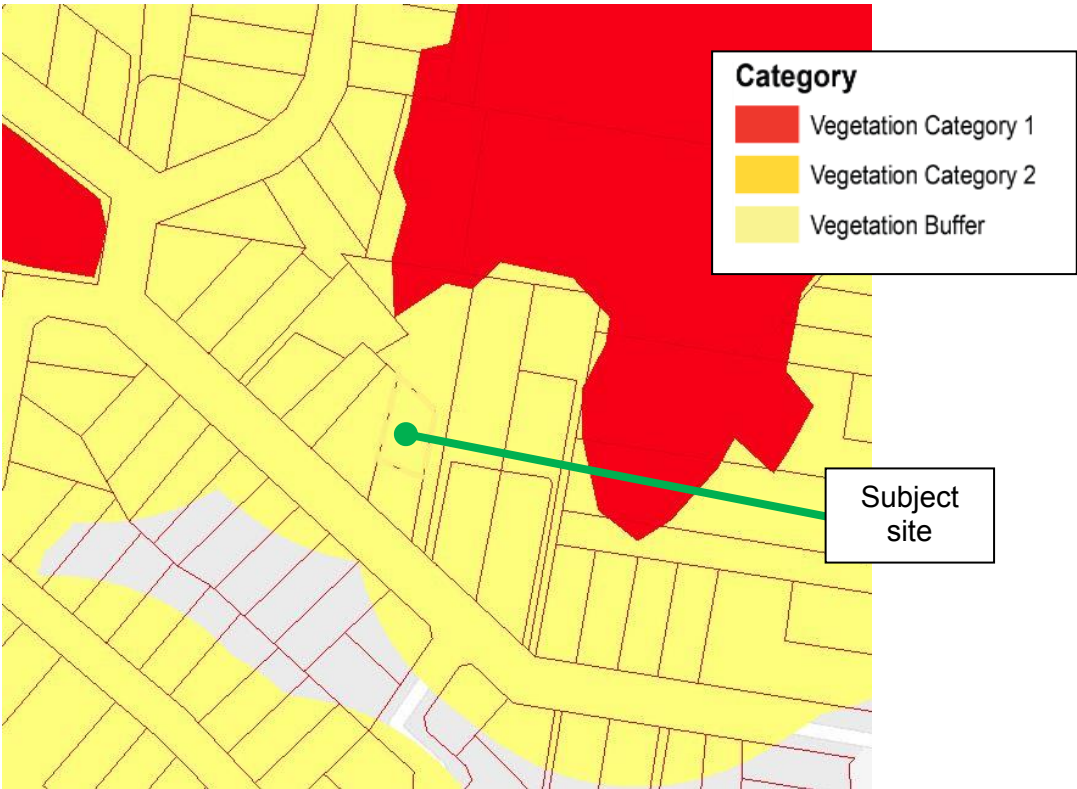 Category
Vegetation Category 1
Vegetation Category 2
Vegetation Buffer
Subject
site